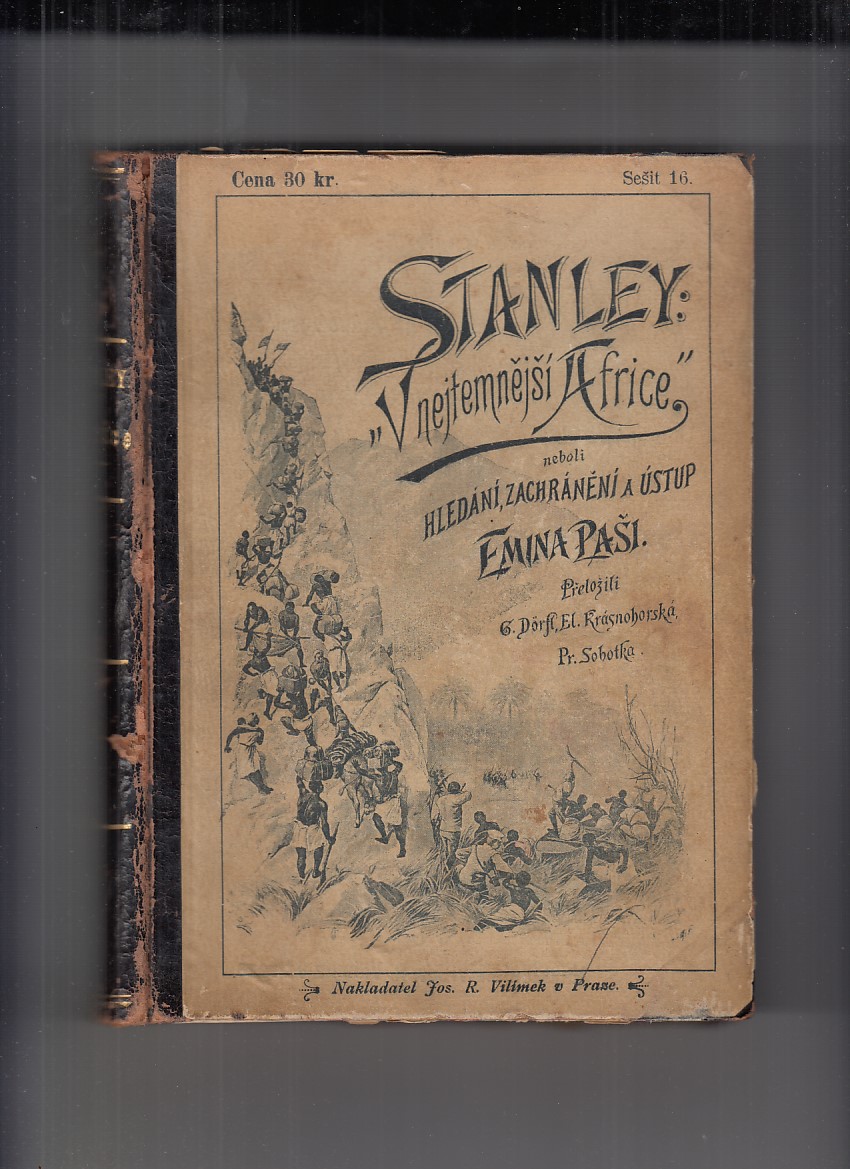 Cena 30 kr.
Sešit 16.
STANLEY:
„V nejtemnější Africe"
neboli
HLEDÁNÍ, ZACHRÁNĚNÍ A ÚSTUP
EMINA PAŠI.
Přeložili
G. Dörfl, El. Krásnohorská,
Pr. Sobotka.
Nakladatel Jos. R. Vilímek v Praze.